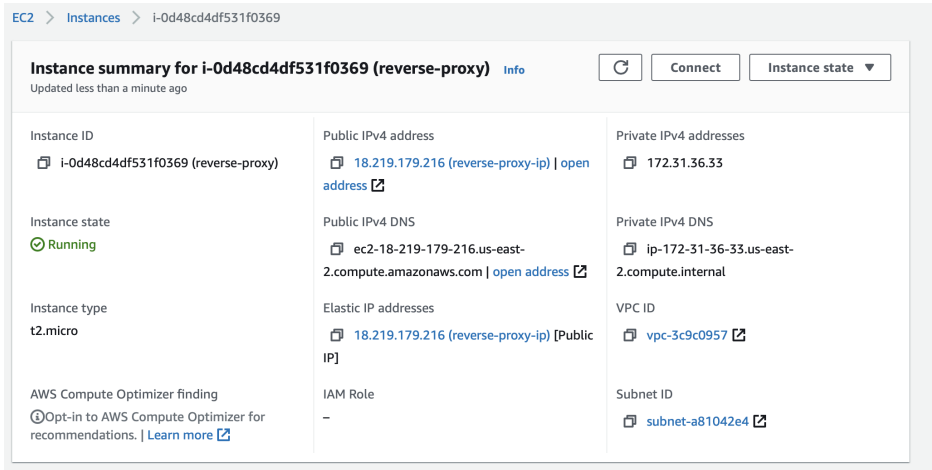 EC2 > Instances > i-0d48cd4df531f0369
Instance summary for i-0d48cd4df531f0369 (reverse-proxy) Info
Connect
Instance state
Updated less than a minute ago
Instance ID
i-0d48cd4df531f0369 (reverse-proxy)
Public IPv4 address
18.219.179.216 (reverse-proxy-ip) | open
address
Private IPv4 addresses
172.31.36.33
Instance state
Running
Public IPv4 DNS
ec2-18-219-179-216.us-east-
2.compute.amazonaws.com | open address
Private IPv4 DNS
ip-172-31-36-33.us-east-
2.compute.internal
Instance type
t2.micro
Elastic IP addresses
18.219.179.216 (reverse-proxy-ip) [Public
IP]
VPC ID
vpc-3c9c0957
AWS Compute Optimizer finding
Opt-in to AWS Compute Optimizer for
recommendations. | Learn more
IAM Role
–
Subnet ID
subnet-a81042e4